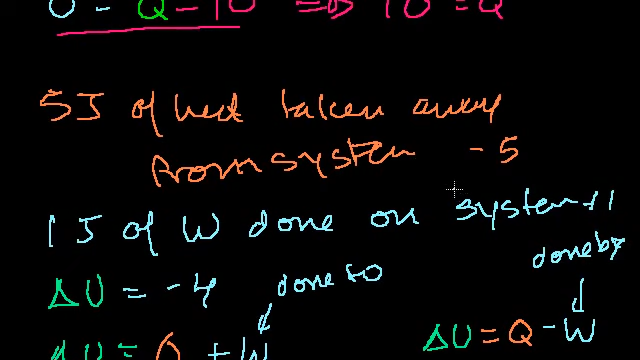 0 = Q - 10 ⇒ 10 = Q
5J of heat taken away
from system -5
1J of W done on system +1
ΔU = -4 done to done by
ΔU = Q + W ΔU = Q - W